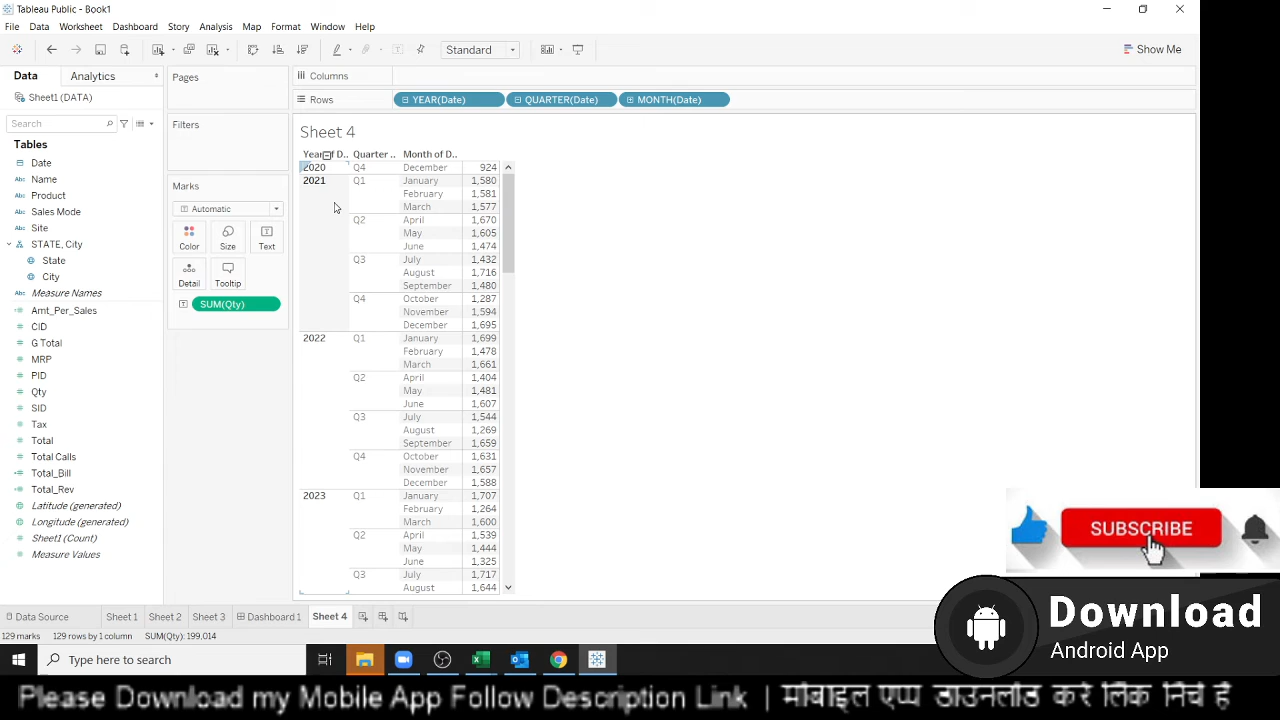 Tableau Public - Book1
File Data Worksheet Dashboard Story Analysis Map Format Window Help
Standard
Show Me
Data Analytics
Pages
Columns
Sheet1 (DATA)
Rows
YEAR(Date) QUARTER(Date) MONTH(Date)
Search
Filters
Sheet 4
Tables
Date
Name
Product
Sales Mode
Site
STATE, City
State
City
Measure Names
Amt_Per_Sales
CID
G Total
MRP
PID
Qty
SID
Tax
Total
Total Calls
Total_Bill
Total_Rev
Latitude (generated)
Longitude (generated)
Sheet1 (Count)
Measure Values
Marks
Automatic
Color Size Text
Detail Tooltip
SUM(Qty)
Year of D.. Quarter .. Month of D..
2020 Q4 December 924
2021 Q1 January 1,580
February 1,581
March 1,577
Q2 April 1,670
May 1,605
June 1,474
Q3 July 1,432
August 1,716
September 1,480
Q4 October 1,287
November 1,594
December 1,695
2022 Q1 January 1,699
February 1,478
March 1,661
Q2 April 1,404
May 1,481
June 1,607
Q3 July 1,544
August 1,269
September 1,659
Q4 October 1,631
November 1,657
December 1,588
2023 Q1 January 1,707
February 1,264
March 1,600
Q2 April 1,539
May 1,444
June 1,325
Q3 July 1,717
August 1,644
SUBSCRIBE
Download
Android App
Data Source Sheet 1 Sheet 2 Sheet 3 Dashboard 1 Sheet 4
129 marks 129 rows by 1 column SUM(Qty): 199,014
Type here to search
Please Download my Mobile App Follow Description Link | मोबाइल एप्प डाउनलोड करे लिंक निचे है